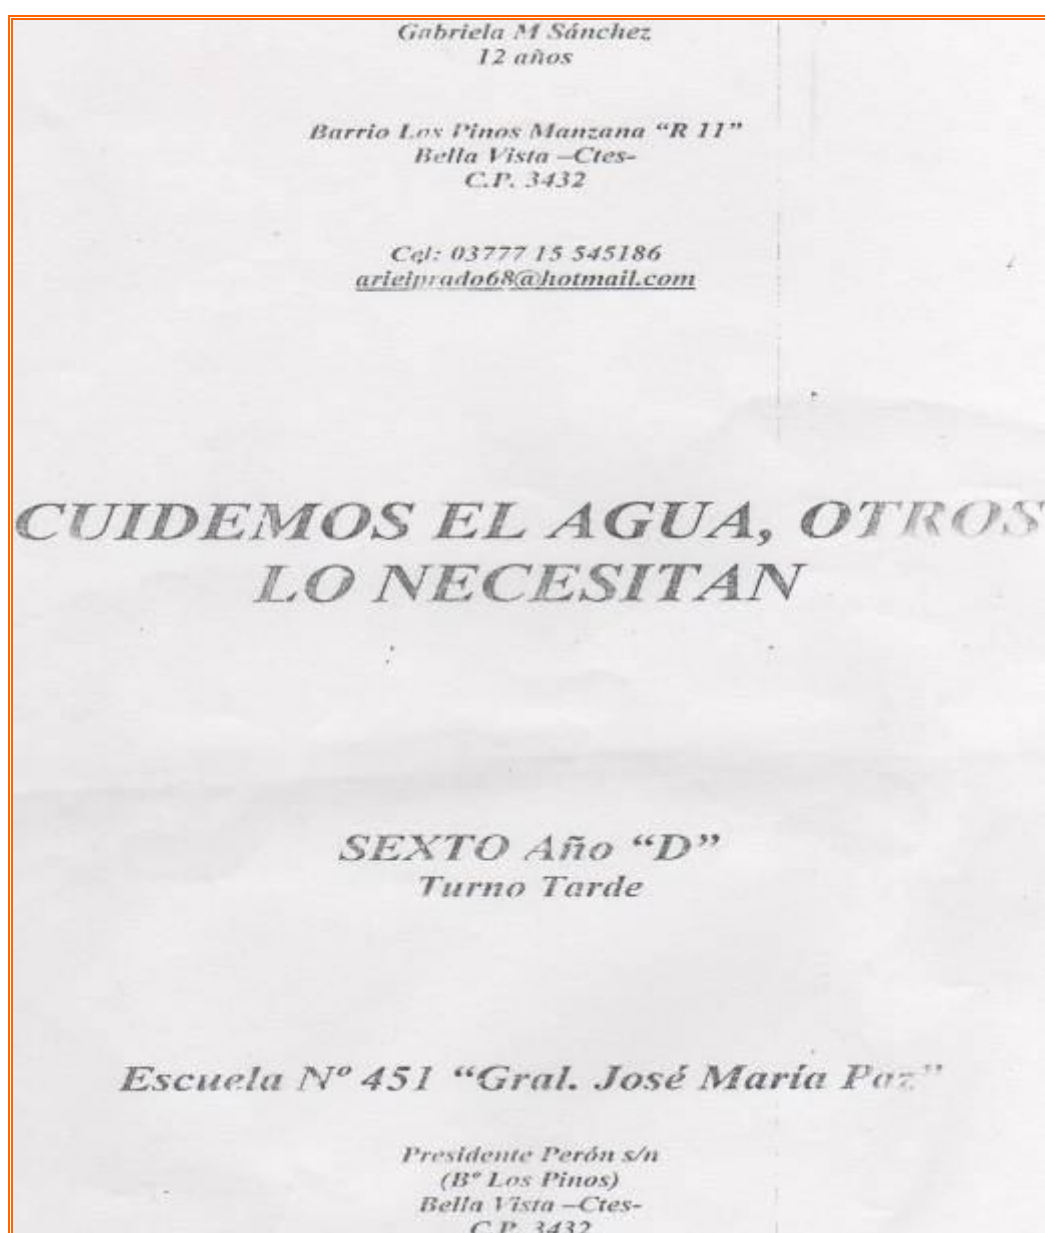 Gabriela M Sánchez
12 años
Barrio Los Pinos Manzana “R 11”
Bella Vista –Ctes-
C.P. 3432
Cel: 03777 15 545186
arielprado68@hotmail.com
CUIDEMOS EL AGUA, OTROS
LO NECESITAN
SEXTO Año “D”
Turno Tarde
Escuela Nº 451 “Gral. José María Paz”
Presidente Perón s/n
(Bº Los Pinos)
Bella Vista –Ctes-
C.P. 3432